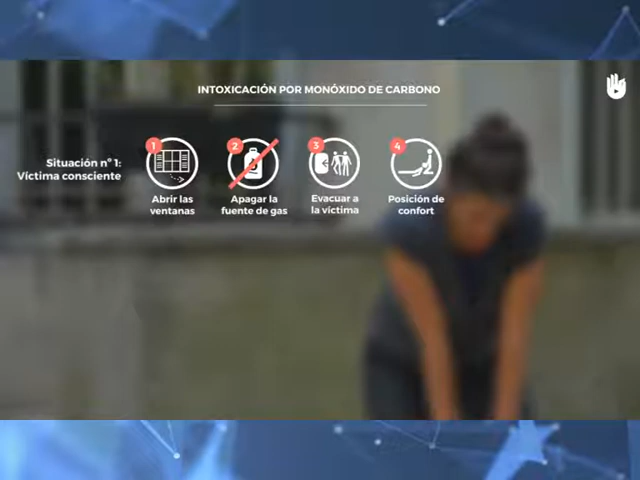 INTOXICACIÓN POR MONÓXIDO DE CARBONO
Situación nº 1:
Víctima consciente
1
2
3
4
Abrir las
ventanas
Apagar la
fuente de gas
Evacuar a
la víctima
Posición de
confort